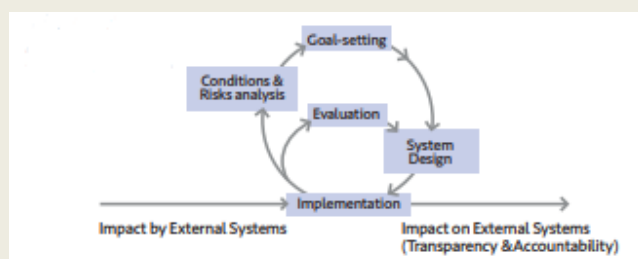 Goal-setting
Conditions &
Risks analysis
Evaluation
System
Design
Implementation
Impact by External Systems
Impact on External Systems
(Transparency &Accountability)